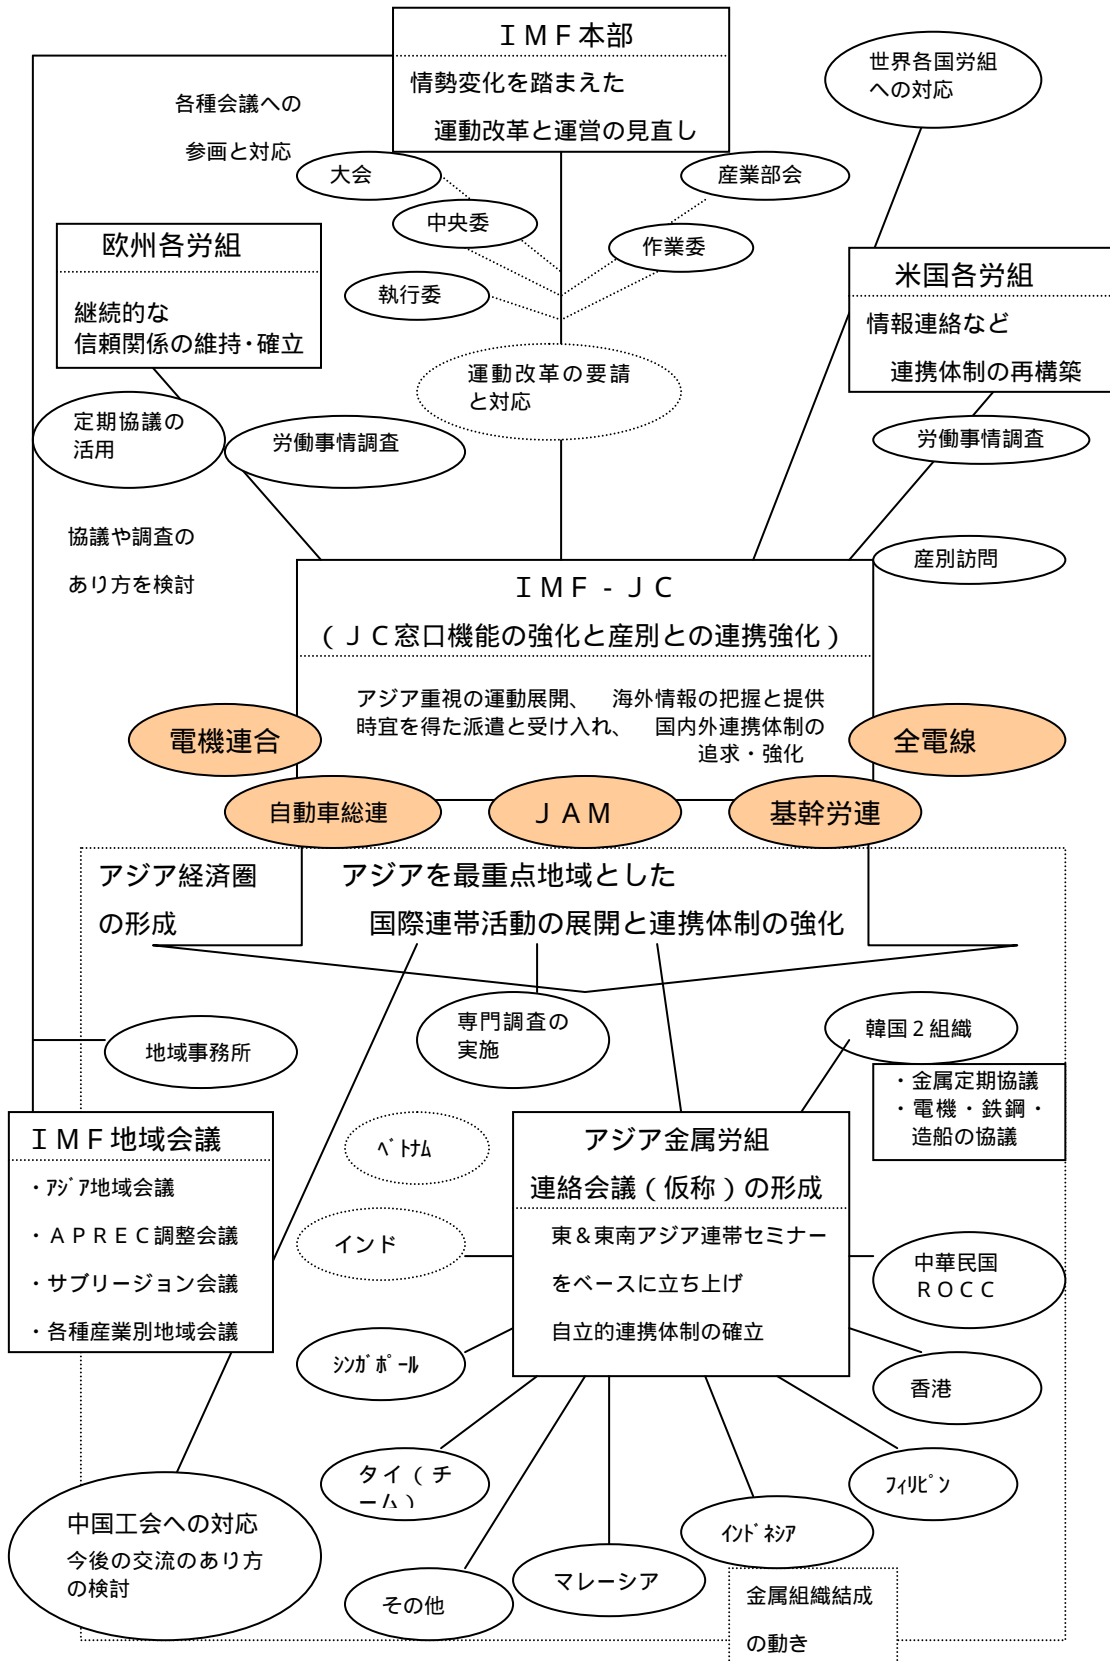 ＩＭＦ本部
情勢変化を踏まえた
運動改革と運営の見直し
世界各国労組
への対応
各種会議への
参画と対応
大会
中央委
執行委
産業部会
作業委
欧州各労組
継続的な
信頼関係の維持・確立
米国各労組
情報連絡など
連携体制の再構築
運動改革の要請
と対応
定期協議の
活用
労働事情調査
労働事情調査
産別訪問
協議や調査の
あり方を検討
ＩＭＦ‐ＪＣ
（ＪＣ窓口機能の強化と産別との連携強化）
アジア重視の運動展開、　海外情報の把握と提供
時宜を得た派遣と受け入れ、　国内外連携体制の
追求・強化
電機連合
全電線
自動車総連
ＪＡＭ
基幹労連
アジア経済圏
の形成
アジアを最重点地域とした
国際連帯活動の展開と連携体制の強化
地域事務所
専門調査の
実施
韓国２組織
・金属定期協議
・電機・鉄鋼・
造船の協議
ＩＭＦ地域会議
・ｱｼﾞｱ地域会議
・ＡＰＲＥＣ調整会議
・サブリージョン会議
・各種産業別地域会議
ﾍﾞﾄﾅﾑ
インド
アジア金属労組
連絡会議（仮称）の形成
東＆東南アジア連帯セミナー
をベースに立ち上げ
自立的連携体制の確立
中華民国
ＲＯＣＣ
香港
ｼﾝｶﾞﾎﾟｰﾙ
タイ（チ
ーム）
ﾌｨﾘﾋﾟﾝ
ｲﾝﾄﾞﾈｼｱ
マレーシア
その他
中国工会への対応
今後の交流のあり方
の検討
金属組織結成
の動き